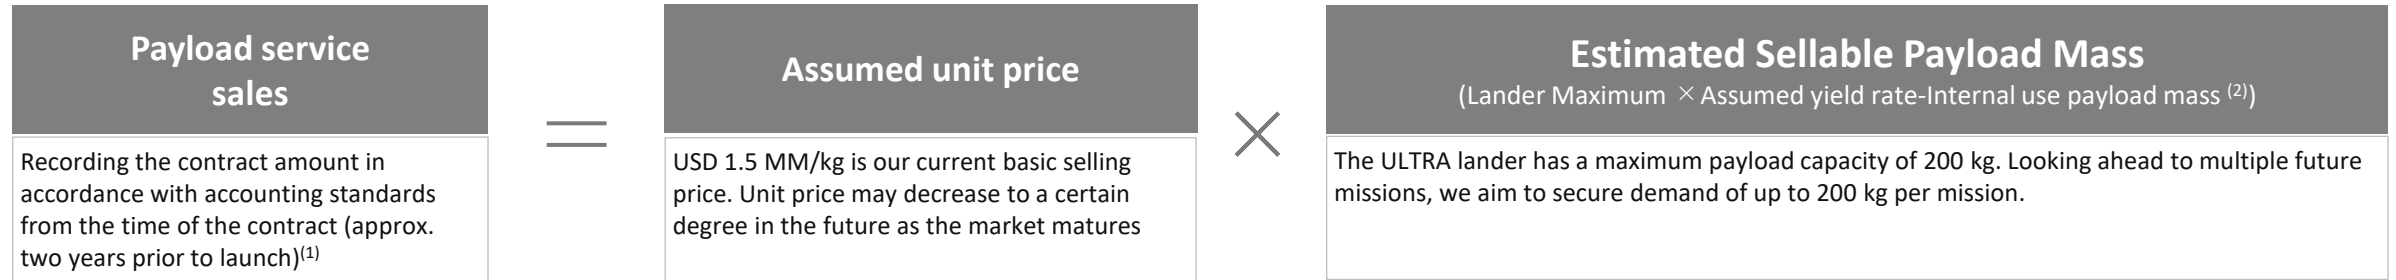 Payload service
sales
Recording the contract amount in
accordance with accounting standards
from the time of the contract (approx.
two years prior to launch)(1)
=
Assumed unit price
USD 1.5 MM/kg is our current basic selling
price. Unit price may decrease to a certain
degree in the future as the market matures
×
Estimated Sellable Payload Mass
(Lander Maximum ×Assumed yield rate-Internal use payload mass (2))
The ULTRA lander has a maximum payload capacity of 200 kg. Looking ahead to multiple future
missions, we aim to secure demand of up to 200 kg per mission.